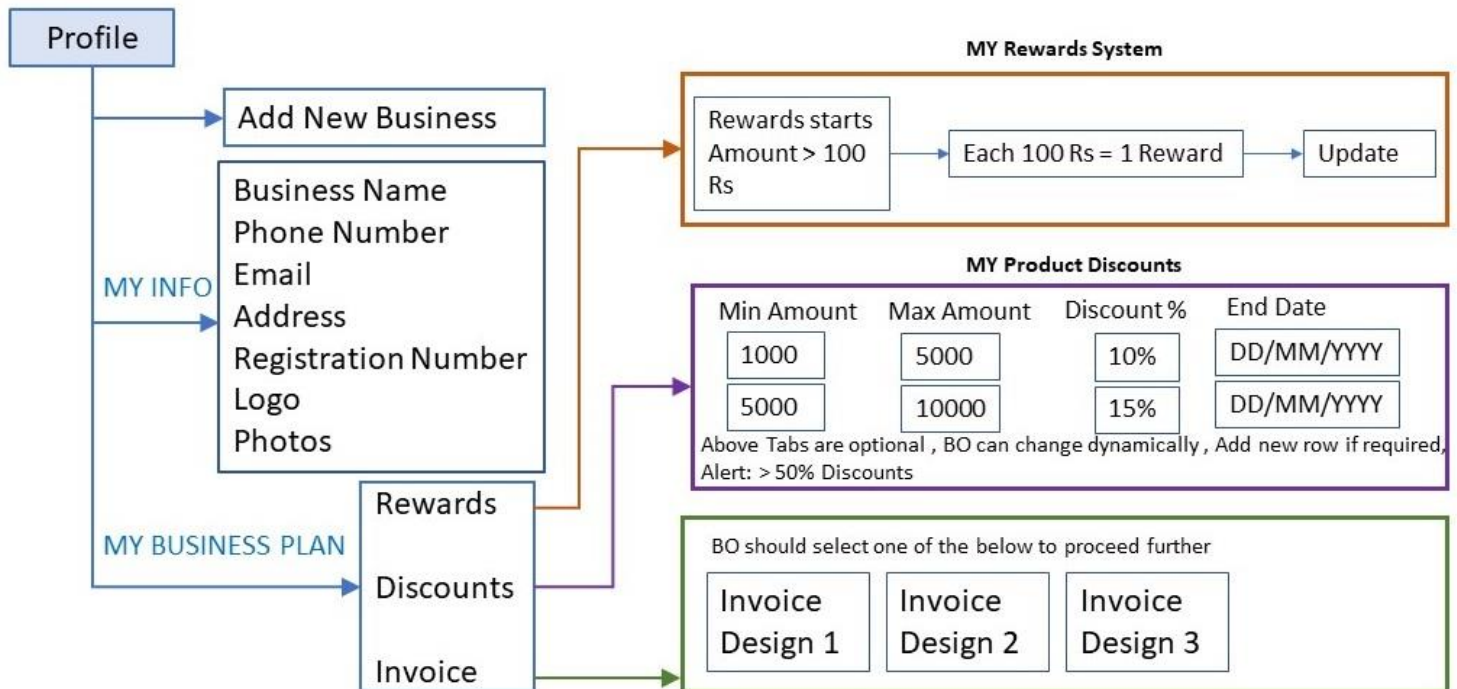 Profile
Add New Business
MY INFO
Business Name
Phone Number
Email
Address
Registration Number
Logo
Photos
MY BUSINESS PLAN
Rewards
Discounts
Invoice
MY Rewards System
Rewards starts
Amount > 100
Rs
Each 100 Rs = 1 Reward
Update
MY Product Discounts
Min Amount Max Amount Discount % End Date
1000 5000 10% DD/MM/YYYY
5000 10000 15% DD/MM/YYYY
Above Tabs are optional , BO can change dynamically , Add new row if required,
Alert: > 50% Discounts
BO should select one of the below to proceed further
Invoice
Design 1
Invoice
Design 2
Invoice
Design 3